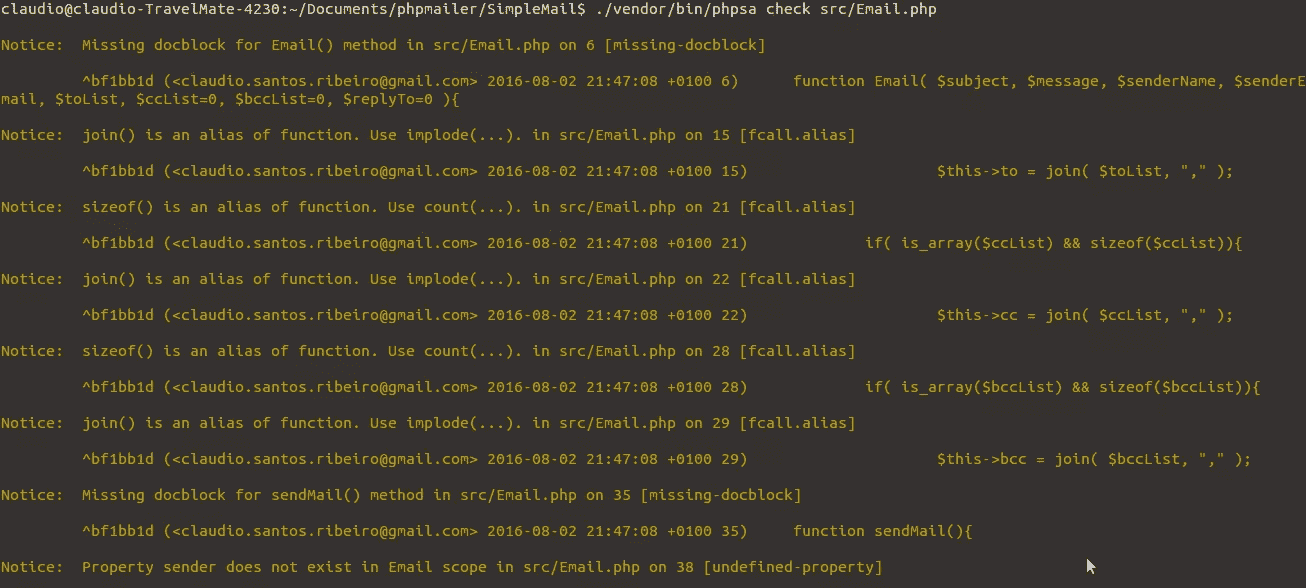 claudio@claudio-TravelMate-4230:~/Documents/phpmailer/SimpleMail$ ./vendor/bin/phpsa check src/Email.php
Notice:  Missing docblock for Email() method in src/Email.php on 6 [missing-docblock]
^bf1bb1d (<claudio.santos.ribeiro@gmail.com> 2016-08-02 21:47:08 +0100 6)     function Email( $subject, $message, $senderName, $senderE
mail, $toList, $ccList=0, $bccList=0, $replyTo=0 ){
Notice:  join() is an alias of function. Use implode(...). in src/Email.php on 15 [fcall.alias]
^bf1bb1d (<claudio.santos.ribeiro@gmail.com> 2016-08-02 21:47:08 +0100 15)                     $this->to = join( $toList, "," );
Notice:  sizeof() is an alias of function. Use count(...). in src/Email.php on 21 [fcall.alias]
^bf1bb1d (<claudio.santos.ribeiro@gmail.com> 2016-08-02 21:47:08 +0100 21)             if( is_array($ccList) && sizeof($ccList)){
Notice:  join() is an alias of function. Use implode(...). in src/Email.php on 22 [fcall.alias]
^bf1bb1d (<claudio.santos.ribeiro@gmail.com> 2016-08-02 21:47:08 +0100 22)                     $this->cc = join( $ccList, "," );
Notice:  sizeof() is an alias of function. Use count(...). in src/Email.php on 28 [fcall.alias]
^bf1bb1d (<claudio.santos.ribeiro@gmail.com> 2016-08-02 21:47:08 +0100 28)             if( is_array($bccList) && sizeof($bccList)){
Notice:  join() is an alias of function. Use implode(...). in src/Email.php on 29 [fcall.alias]
^bf1bb1d (<claudio.santos.ribeiro@gmail.com> 2016-08-02 21:47:08 +0100 29)                     $this->bcc = join( $bccList, "," );
Notice:  Missing docblock for sendMail() method in src/Email.php on 35 [missing-docblock]
^bf1bb1d (<claudio.santos.ribeiro@gmail.com> 2016-08-02 21:47:08 +0100 35)     function sendMail(){
Notice:  Property sender does not exist in Email scope in src/Email.php on 38 [undefined-property]